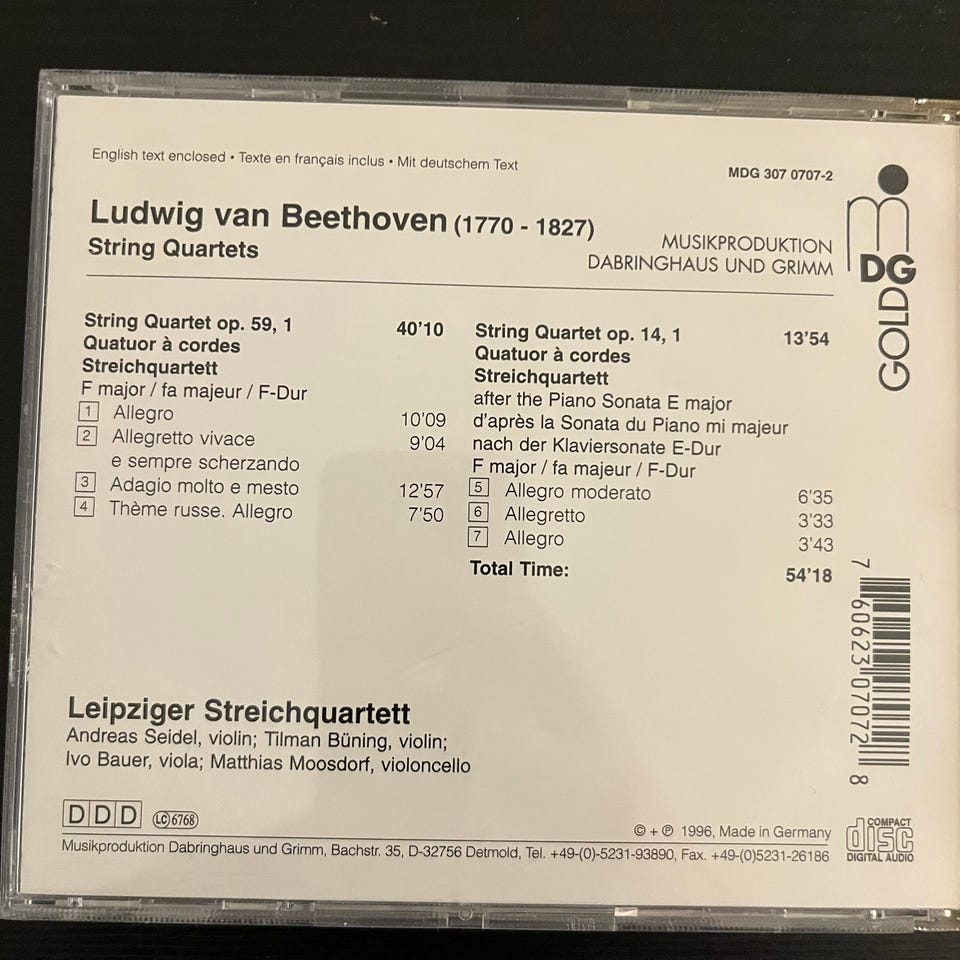 English text enclosed • Texte en français inclus • Mit deutschem Text
MDG 307 0707-2
Ludwig van Beethoven (1770 - 1827)
String Quartets
MUSIKPRODUKTION
DABRINGHAUS UND GRIMM
DG
GOLD
String Quartet op. 59, 1 40'10
Quatuor à cordes
Streichquartett
F major / fa majeur / F-Dur
1 Allegro 10'09
2 Allegretto vivace 9'04
e sempre scherzando
3 Adagio molto e mesto 12'57
4 Thème russe. Allegro 7'50
String Quartet op. 14, 1 13'54
Quatuor à cordes
Streichquartett
after the Piano Sonata E major
d'après la Sonata du Piano mi majeur
nach der Klaviersonate E-Dur
F major / fa majeur / F-Dur
5 Allegro moderato 6'35
6 Allegretto 3'33
7 Allegro 3'43
Total Time: 54'18
7 60623 07072 8
Leipziger Streichquartett
Andreas Seidel, violin; Tilman Büning, violin;
Ivo Bauer, viola; Matthias Moosdorf, violoncello
DDD LC 6768
© + ℗ 1996, Made in Germany
Musikproduktion Dabringhaus und Grimm, Bachstr. 35, D-32756 Detmold, Tel. +49-(0)-5231-93890, Fax. +49-(0)5231-26186
COMPACT
disc
DIGITAL AUDIO